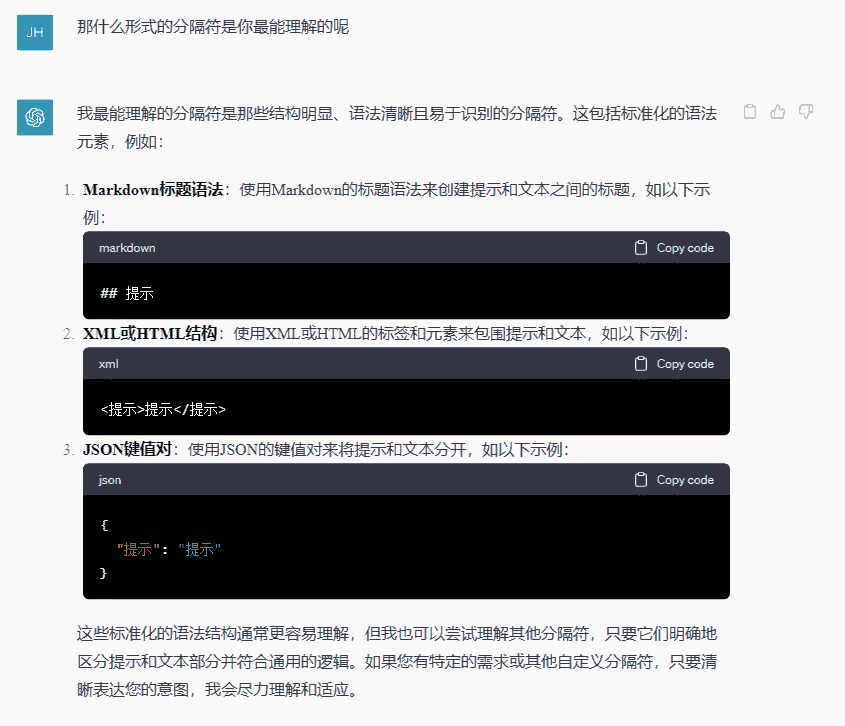 JH
那什么形式的分隔符是你最能理解的呢
我最能理解的分隔符是那些结构明显、语法清晰且易于识别的分隔符。这包括标准化的语法
元素，例如：
1. Markdown标题语法：使用Markdown的标题语法来创建提示和文本之间的标题，如以下示
例：
markdown
Copy code
## 提示
2. XML或HTML结构：使用XML或HTML的标签和元素来包围提示和文本，如以下示例：
xml
Copy code
<提示>提示</提示>
3. JSON键值对：使用JSON的键值对来将提示和文本分开，如以下示例：
json
Copy code
{
"提示": "提示"
}
这些标准化的语法结构通常更容易理解，但我也可以尝试理解其他分隔符，只要它们明确地
区分提示和文本部分并符合通用的逻辑。如果您有特定的需求或其他自定义分隔符，只要清
晰表达您的意图，我会尽力理解和适应。